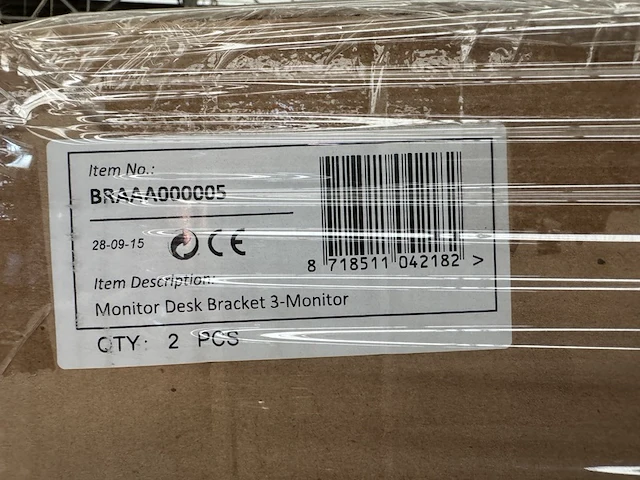 Item No.:
BRAAA000005
28-09-15 CE
8 718511 042182 >
Item Description:
Monitor Desk Bracket 3-Monitor
QTY: 2 PCS